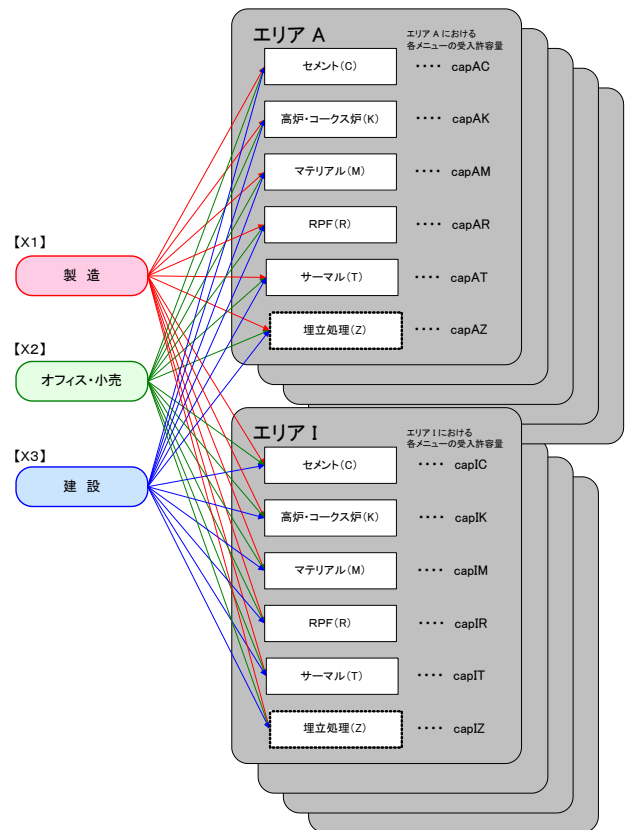 エリア A
エリア A における
各メニューの受入許容量
セメント(C)
‥‥ capAC
高炉・コークス炉(K)
‥‥ capAK
マテリアル(M)
‥‥ capAM
RPF(R)
‥‥ capAR
サーマル(T)
‥‥ capAT
埋立処理(Z)
‥‥ capAZ
【X1】
製 造
【X2】
オフィス・小売
【X3】
建 設
エリア I
エリア I における
各メニューの受入許容量
セメント(C)
‥‥ capIC
高炉・コークス炉(K)
‥‥ capIK
マテリアル(M)
‥‥ capIM
RPF(R)
‥‥ capIR
サーマル(T)
‥‥ capIT
埋立処理(Z)
‥‥ capIZ